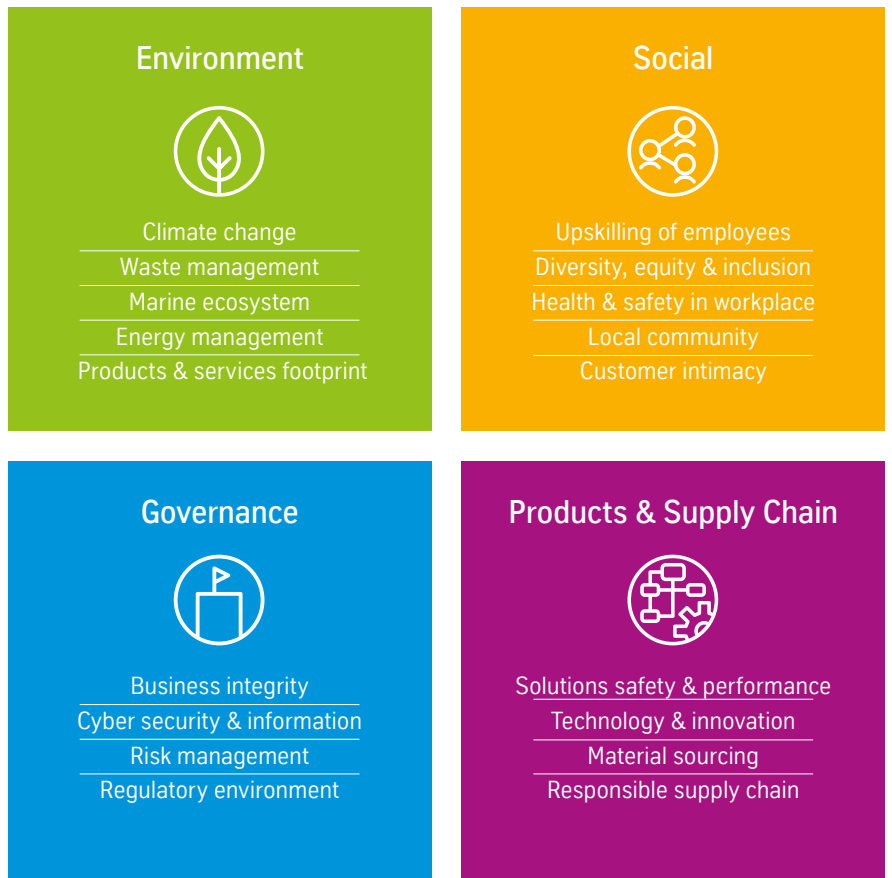 Environment
Climate change
Waste management
Marine ecosystem
Energy management
Products & services footprint
Social
Upskilling of employees
Diversity, equity & inclusion
Health & safety in workplace
Local community
Customer intimacy
Governance
Business integrity
Cyber security & information
Risk management
Regulatory environment
Products & Supply Chain
Solutions safety & performance
Technology & innovation
Material sourcing
Responsible supply chain